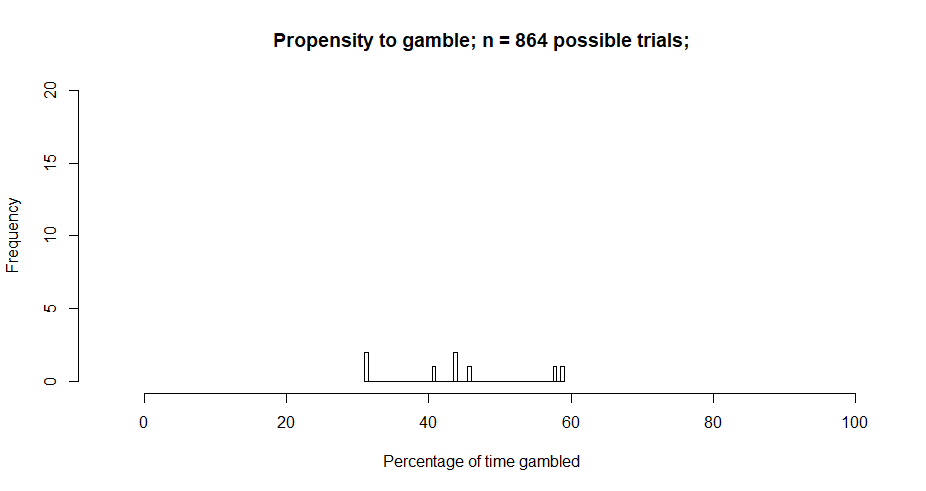 Propensity to gamble; n = 864 possible trials;
Frequency
20
15
10
5
0
0 20 40 60 80 100
Percentage of time gambled